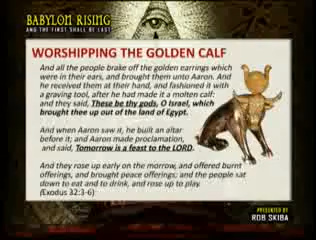 BABYLON RISING
AND THE FIRST SHALL BE LAST
WORSHIPPING THE GOLDEN CALF
And all the people brake off the golden earrings which
were in their ears, and brought them unto Aaron. And
he received them at their hand, and fashioned it with
a graving tool, after he had made it a molten calf:
and they said, These be thy gods, O Israel, which
brought thee up out of the land of Egypt.
And when Aaron saw it, he built an altar
before it; and Aaron made proclamation,
and said, Tomorrow is a feast to the LORD.
And they rose up early on the morrow, and offered burnt
offerings, and brought peace offerings; and the people sat
down to eat and to drink, and rose up to play.
(Exodus 32:3-6)
PRESENTED BY
ROB SKIBA